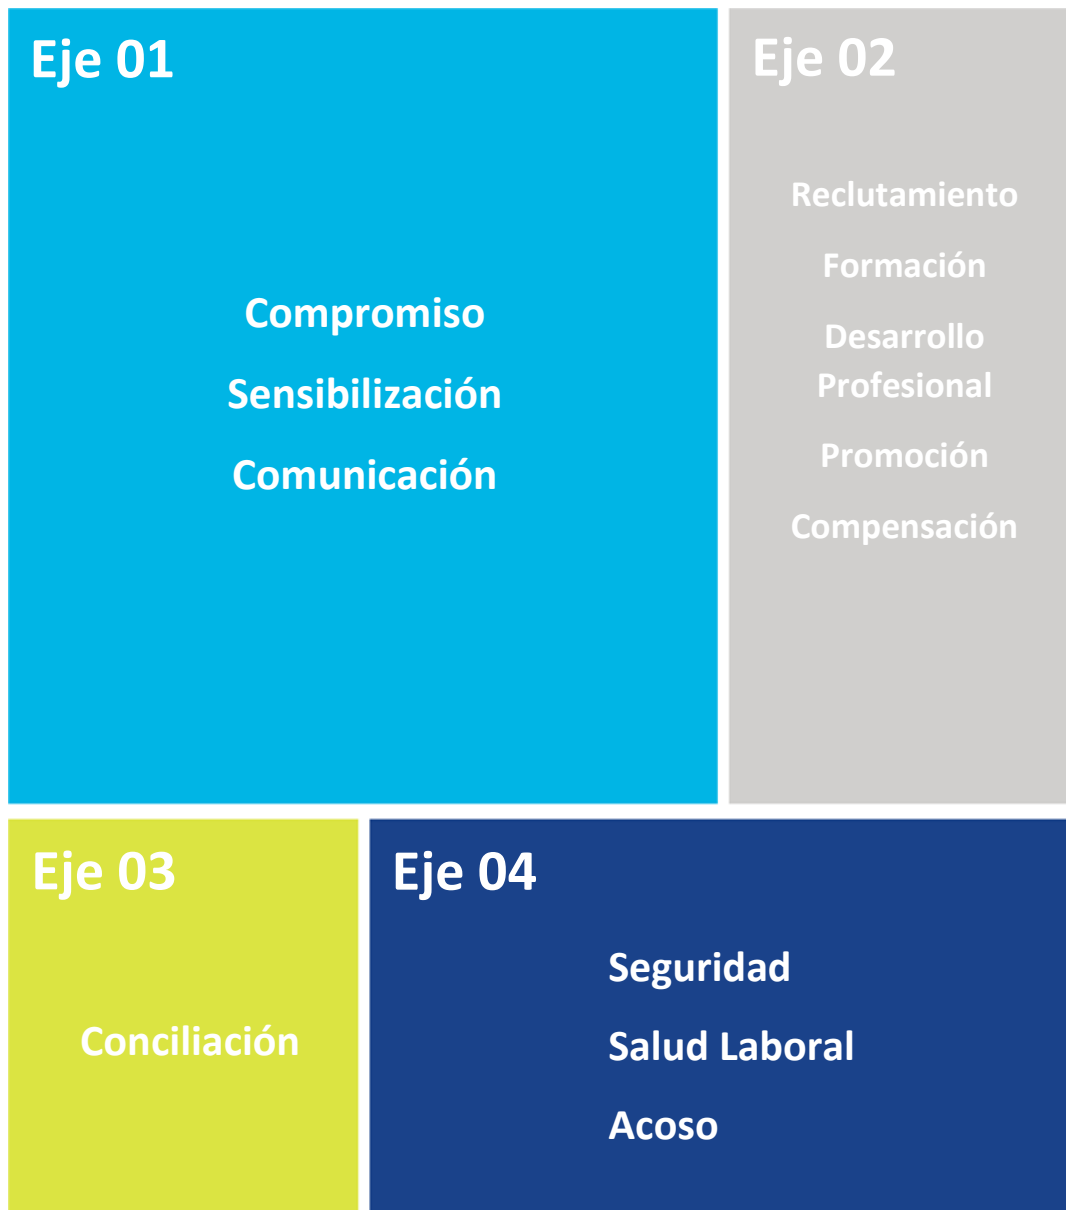 Eje 01
Compromiso
Sensibilización
Comunicación
Eje 02
Reclutamiento
Formación
Desarrollo
Profesional
Promoción
Compensación
Eje 03
Conciliación
Eje 04
Seguridad
Salud Laboral
Acoso